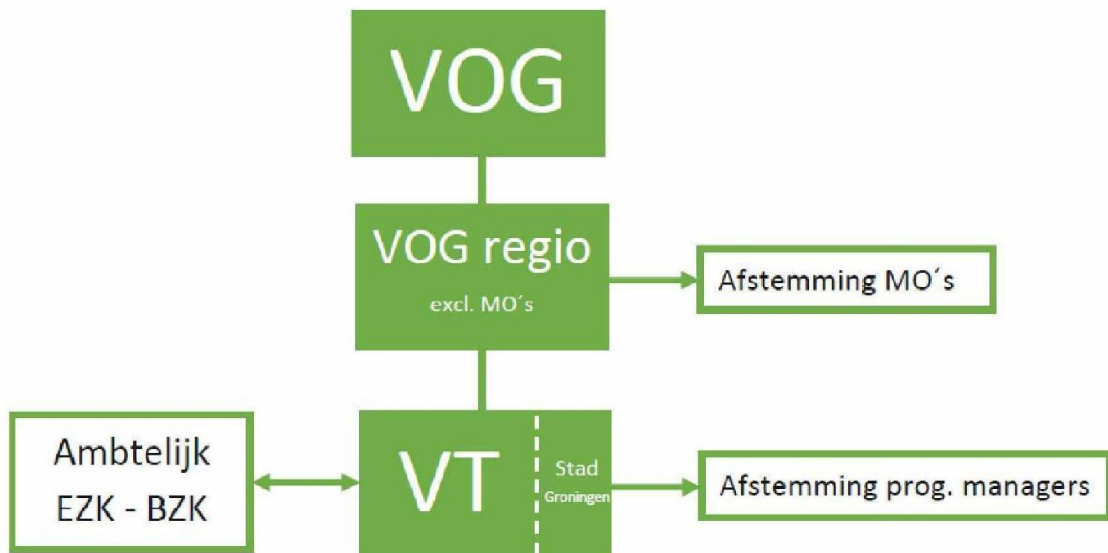 VOG
VOG regio
excl. MO´s
Afstemming MO´s
Ambtelijk
EZK - BZK
VT
Stad
Groningen
Afstemming prog. managers